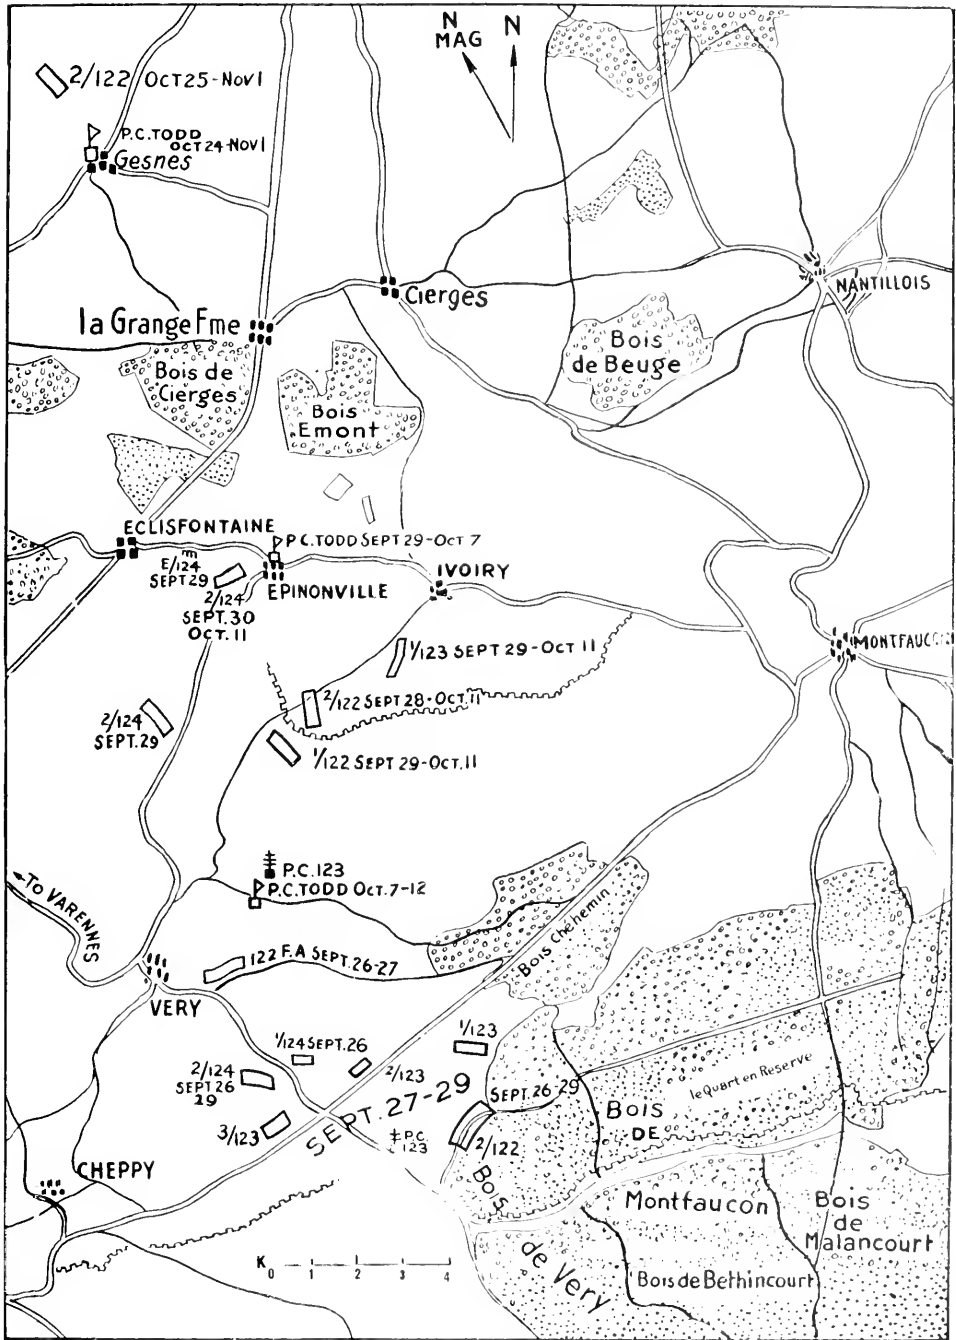 N
MAG
N
2/122 OCT 25-NOV 1
P.C. TODD
OCT 24-NOV 1
Gesnes
Cierges
NANTILLOIS
la Grange Fme
Bois de
Cierges
Bois
Emont
Bois
de Beuge
ECLISFONTAINE
P.C. TODD SEPT 29-OCT 7
E/124
SEPT 29
EPINONVILLE
IVOIRY
2/124
SEPT. 30
OCT. 11
MONTFAUCON
1/123 SEPT 29-OCT 11
2/122 SEPT 28-OCT. 11
2/124
SEPT. 29
1/122 SEPT 29-OCT. 11
P.C. 123
P.C. TODD OCT. 7-12
TO VARENNES
Bois Chehemin
122 F.A SEPT. 26-27
VERY
1/124 SEPT. 26
1/123
2/124
SEPT 26
29
2/123
SEPT. 27-29
SEPT. 26-29
le Quart en Reserve
3/123
P.C.
123
2/122
BOIS
DE
CHEPPY
Bois
de Very
Montfaucon
Bois
de
Malancourt
Bois de Bethincourt
K
0 1 2 3 4